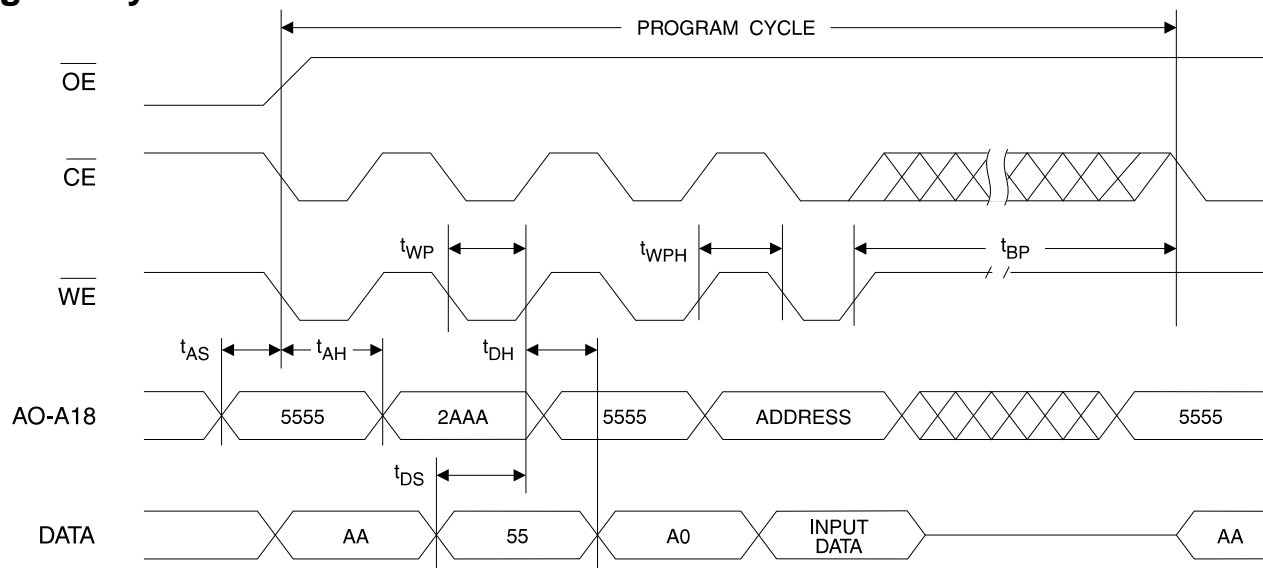 PROGRAM CYCLE
OE
CE
tWP
tWPH
tBP
WE
tAS
tAH
tDH
AO-A18
5555
2AAA
5555
ADDRESS
5555
tDS
DATA
AA
55
A0
INPUT
DATA
AA